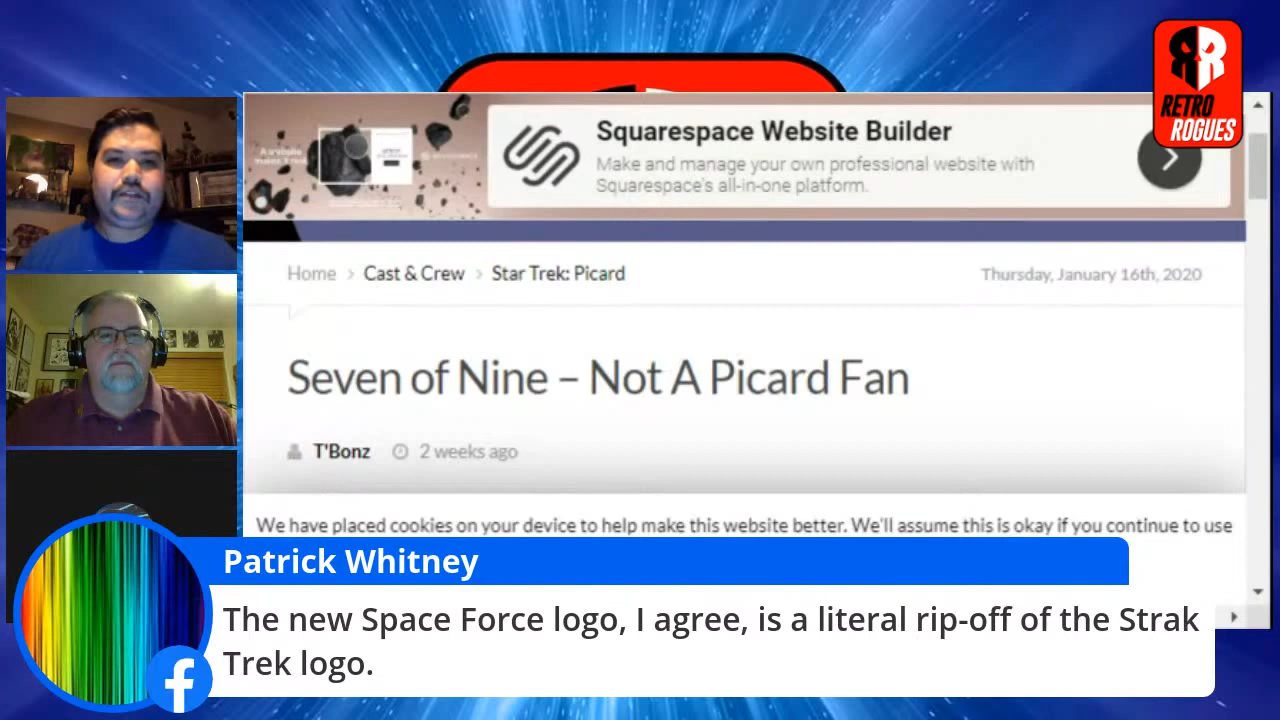 RETRO
ROGUES
Squarespace Website Builder
Make and manage your own professional website with
Squarespace's all-in-one platform.
Home > Cast & Crew > Star Trek: Picard
Thursday, January 16th, 2020
Seven of Nine – Not A Picard Fan
T'Bonz 2 weeks ago
We have placed cookies on your device to help make this website better. We'll assume this is okay if you continue to use
Patrick Whitney
The new Space Force logo, I agree, is a literal rip-off of the Strak
Trek logo.